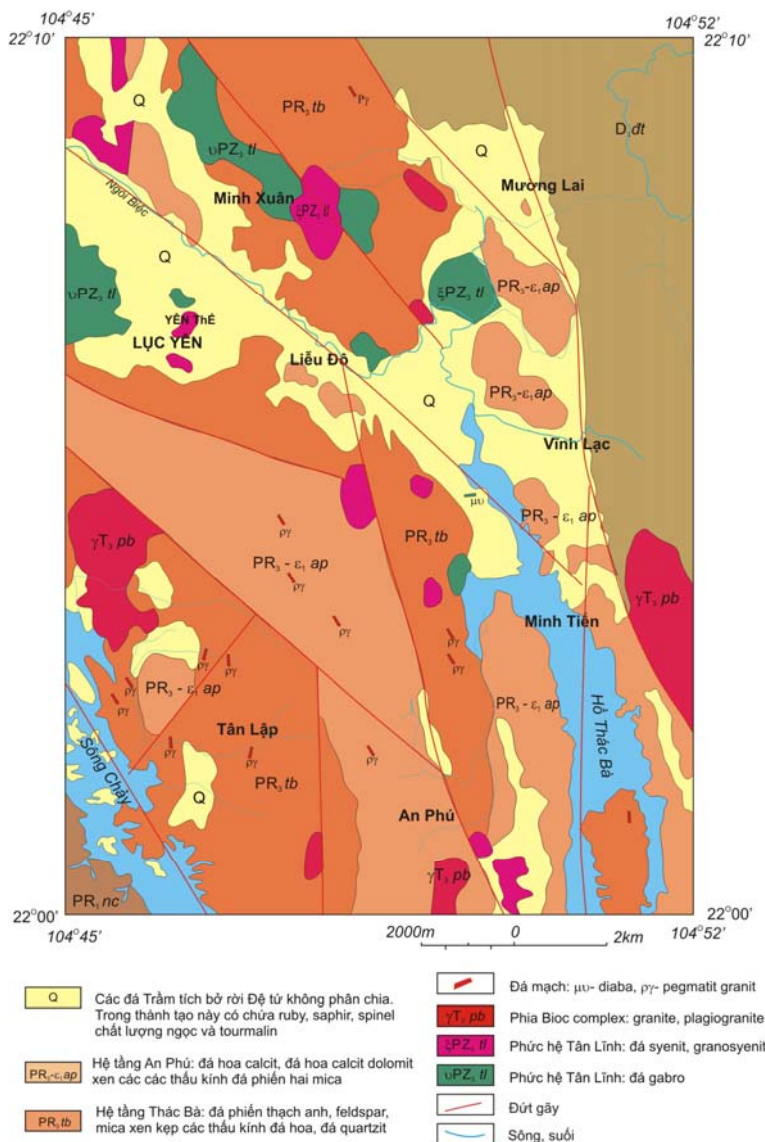 104°45'
104°52'
22°10'
22°10'
PR₃ tb
ργ
D₁đt
Q
υPZ₃ tl
Q
Mường Lai
Ngòi Biệc
Minh Xuân
ξPZ₃ tl
Q
υPZ₃ tl
ξPZ₃ tl
PR₃-ε₁ ap
YÊN THẾ
LỤC YÊN
Liễu Đô
PR₃-ε₁ ap
Q
Vĩnh Lạc
μυ
PR₃ - ε₁ ap
γT₃ pb
ργ
PR₃ tb
PR₃ - ε₁ ap
ργ
γT₃ pb
ργ
Minh Tiến
ργ
ργ
ργ
ργ
PR₃ - ε₁ ap
ργ
ργ
PR₃ - ε₁ ap
Hồ Thác Bà
Tân Lập
Sông Chảy
ργ
ργ
ργ
PR₃ tb
Q
An Phú
PR₁ nc
γT₃ pb
22°00'
22°00'
104°45'
2000m
0
2km
104°52'
Q
Các đá Trầm tích bở rời Đệ tứ không phân chia.
Trong thành tạo này có chứa ruby, saphir, spinel
chất lượng ngọc và tourmalin
PR₃-ε₁ ap
Hệ tầng An Phú: đá hoa calcit, đá hoa calcit dolomit
xen các các thấu kính đá phiến hai mica
PR₃ tb
Hệ tầng Thác Bà: đá phiến thạch anh, feldspar,
mica xen kẹp các thấu kính đá hoa, đá quartzit
Đá mạch: μυ- diaba, ργ- pegmatit granit
γT₃ pb
Phia Bioc complex: granite, plagiogranite
ξPZ₃ tl
Phức hệ Tân Lĩnh: đá syenit, granosyenit
υPZ₃ tl
Phức hệ Tân Lĩnh: đá gabro
Đứt gãy
Sông, suối